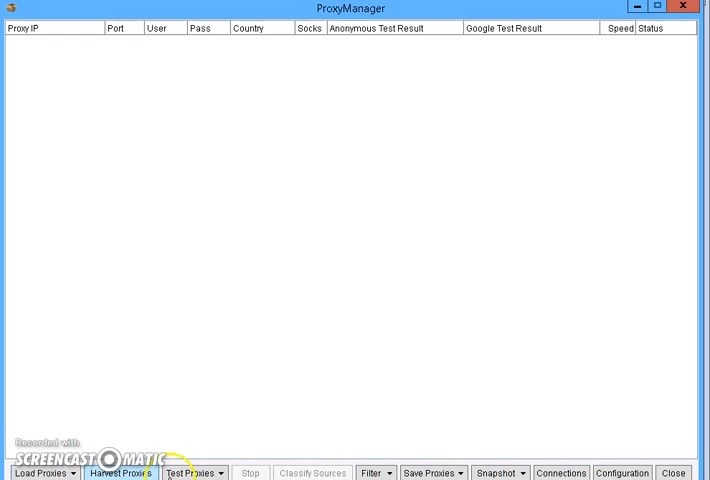 ProxyManager
Proxy IP Port User Pass Country Socks Anonymous Test Result Google Test Result Speed Status
Recorded with
SCREENCAST-O-MATIC
Load Proxies Harvest Proxies Test Proxies Stop Classify Sources Filter Save Proxies Snapshot Connections Configuration Close